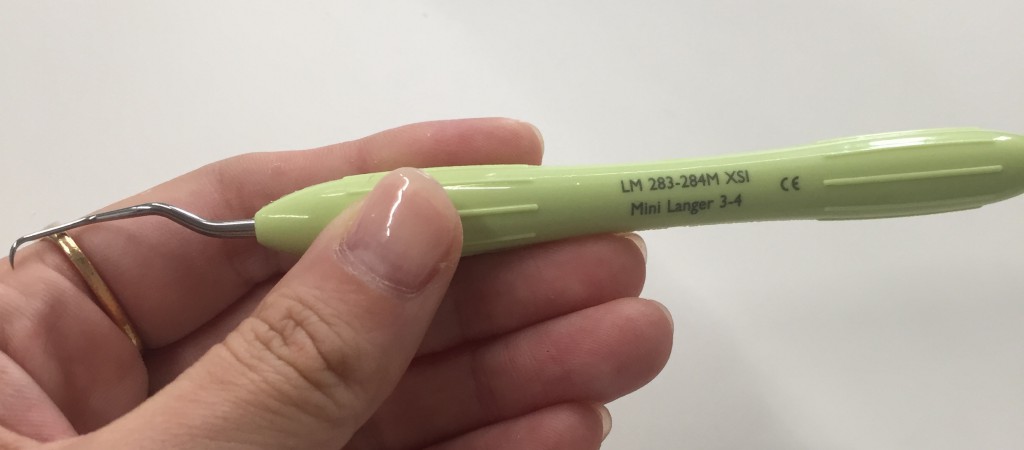 LM 283-284M XSI
Mini Langer 3-4
CE